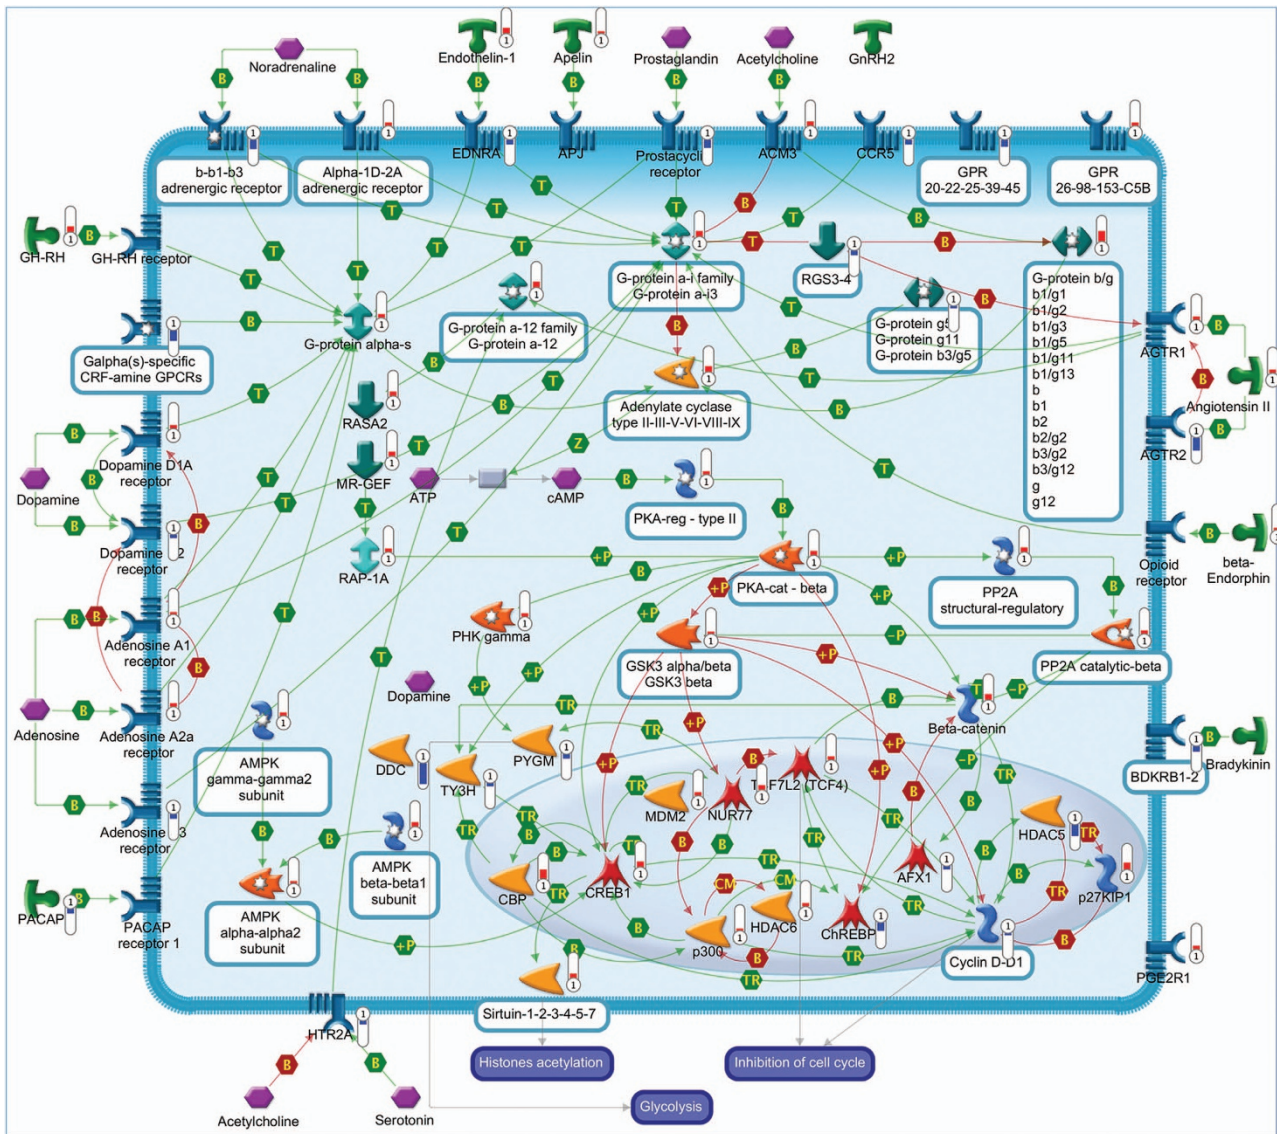 Noradrenaline
Endothelin-1
Apelin
Prostaglandin
Acetylcholine
GnRH2
b-b1-b3
adrenergic receptor
Alpha-1D-2A
adrenergic receptor
EDNRA
APJ
Prostacyclin
receptor
ACM3
CCR5
GPR
20-22-25-39-45
GPR
26-98-153-C5B
GH-RH
GH-RH receptor
G-protein a-i family
G-protein a-i3
RGS3-4
G-protein b/g
b1/g1
b1/g2
b1/g3
b1/g5
b1/g11
b1/g13
b
b1
b2
b2/g2
b3/g2
b3/g12
g
g12
G-protein g5
G-protein g11
G-protein b3/g5
G-protein a-12 family
G-protein a-12
G-protein alpha-s
Galpha(s)-specific
CRF-amine GPCRs
AGTR1
Angiotensin II
AGTR2
Adenylate cyclase
type II-III-V-VI-VIII-IX
RASA2
Dopamine D1A
receptor
Dopamine
MR-GEF
ATP
cAMP
PKA-reg - type II
Dopamine
receptor
RAP-1A
PKA-cat - beta
PP2A
structural-regulatory
Opioid
receptor
beta-
Endorphin
PHK gamma
Adenosine A1
receptor
GSK3 alpha/beta
GSK3 beta
PP2A catalytic-beta
Dopamine
Adenosine
Adenosine A2a
receptor
AMPK
gamma-gamma2
subunit
Beta-catenin
BDKRB1-2
Bradykinin
DDC
TY3H
PYGM
MDM2
NUR77
TCF7L2 (TCF4)
HDAC5
Adenosine
receptor
AMPK
beta-beta1
subunit
CBP
CREB1
AFX1
p27KIP1
PACAP
PACAP
receptor 1
AMPK
alpha-alpha2
subunit
p300
HDAC6
ChREBP
Cyclin D-D1
PGE2R1
Sirtuin-1-2-3-4-5-7
HTR2A
Histones acetylation
Inhibition of cell cycle
Glycolysis
Acetylcholine
Serotonin